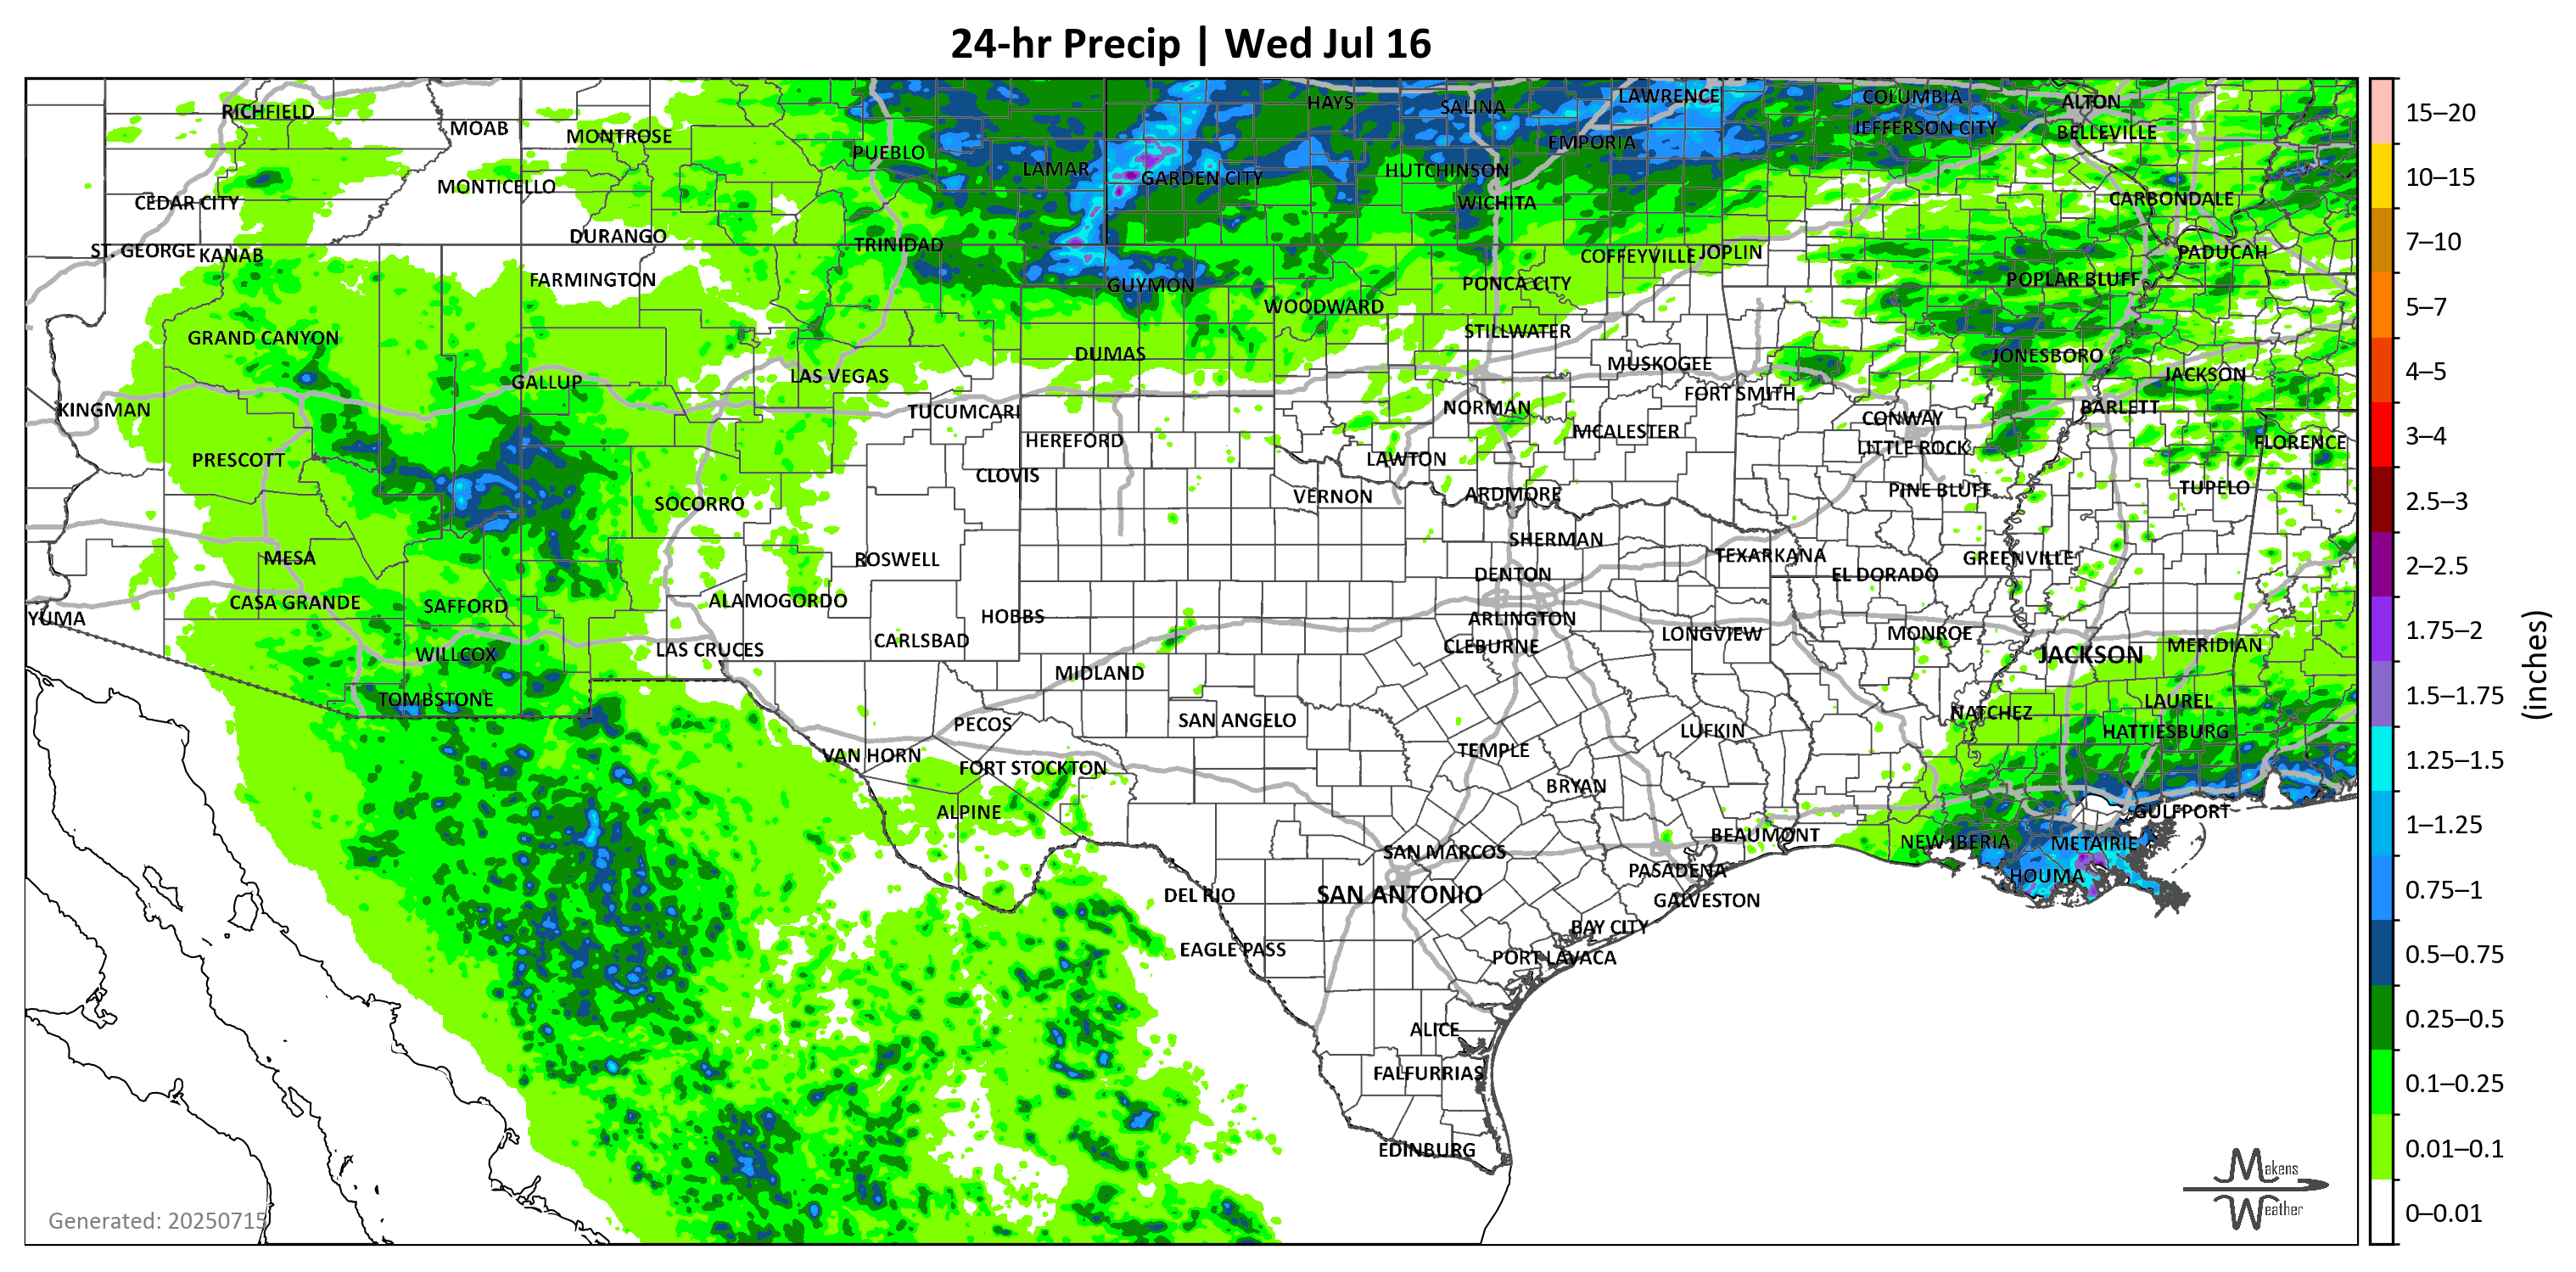 24-hr Precip | Wed Jul 16
RICHFIELD
MOAB
MONTROSE
PUEBLO
LAMAR
GARDEN CITY
HAYS
SALINA
LAWRENCE
EMPORIA
HUTCHINSON
WICHITA
COLUMBIA
JEFFERSON CITY
ALTON
BELLEVILLE
CARBONDALE
PADUCAH
MONTICELLO
CEDAR CITY
ST. GEORGE
KANAB
DURANGO
TRINIDAD
FARMINGTON
GUYMON
WOODWARD
PONCA CITY
COFFEYVILLE
JOPLIN
POPLAR BLUFF
GRAND CANYON
STILLWATER
DUMAS
MUSKOGEE
JONESBORO
JACKSON
GALLUP
LAS VEGAS
KINGMAN
TUCUMCARI
NORMAN
FORT SMITH
CONWAY
BARLETT
HEREFORD
MCALESTER
LITTLE ROCK
FLORENCE
PRESCOTT
CLOVIS
LAWTON
SOCORRO
VERNON
ARDMORE
PINE BLUFF
TUPELO
MESA
ROSWELL
SHERMAN
TEXARKANA
GREENVILLE
DENTON
EL DORADO
CASA GRANDE
SAFFORD
ALAMOGORDO
HOBBS
YUMA
ARLINGTON
CARLSBAD
CLEBURNE
LONGVIEW
MONROE
WILLCOX
LAS CRUCES
JACKSON
MERIDIAN
MIDLAND
TOMBSTONE
LAUREL
PECOS
SAN ANGELO
NATCHEZ
LUFKIN
HATTIESBURG
VAN HORN
TEMPLE
FORT STOCKTON
BRYAN
ALPINE
GULFPORT
BEAUMONT
NEW IBERIA
METAIRIE
SAN MARCOS
PASADENA
HOUMA
DEL RIO
SAN ANTONIO
GALVESTON
BAY CITY
EAGLE PASS
PORT LAVACA
ALICE
FALFURRIAS
EDINBURG
Generated: 20250715
Makens
Weather
15–20
10–15
7–10
5–7
4–5
3–4
2.5–3
2–2.5
1.75–2
1.5–1.75
1.25–1.5
1–1.25
0.75–1
0.5–0.75
0.25–0.5
0.1–0.25
0.01–0.1
0–0.01
(inches)